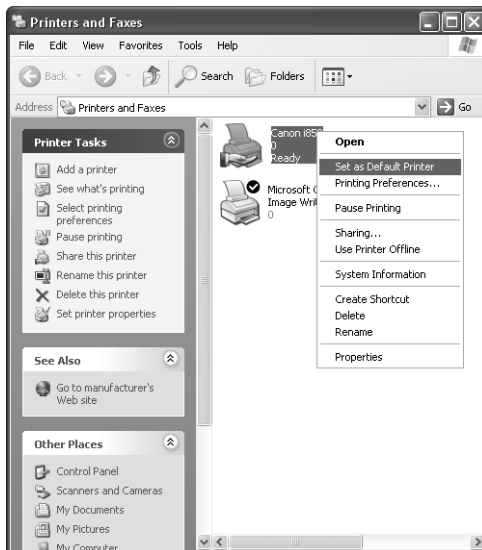 Printers and Faxes
File Edit View Favorites Tools Help
Back Search Folders
Address Printers and Faxes Go
Printer Tasks
Add a printer
See what's printing
Select printing
preferences
Pause printing
Share this printer
Rename this printer
Delete this printer
Set printer properties
See Also
Go to manufacturer's
Web site
Other Places
Control Panel
Scanners and Cameras
My Documents
My Pictures
My Computer
Canon i850
0
Ready
Microsoft
Image
0
Open
Set as Default Printer
Printing Preferences...
Pause Printing
Sharing...
Use Printer Offline
System Information
Create Shortcut
Delete
Rename
Properties